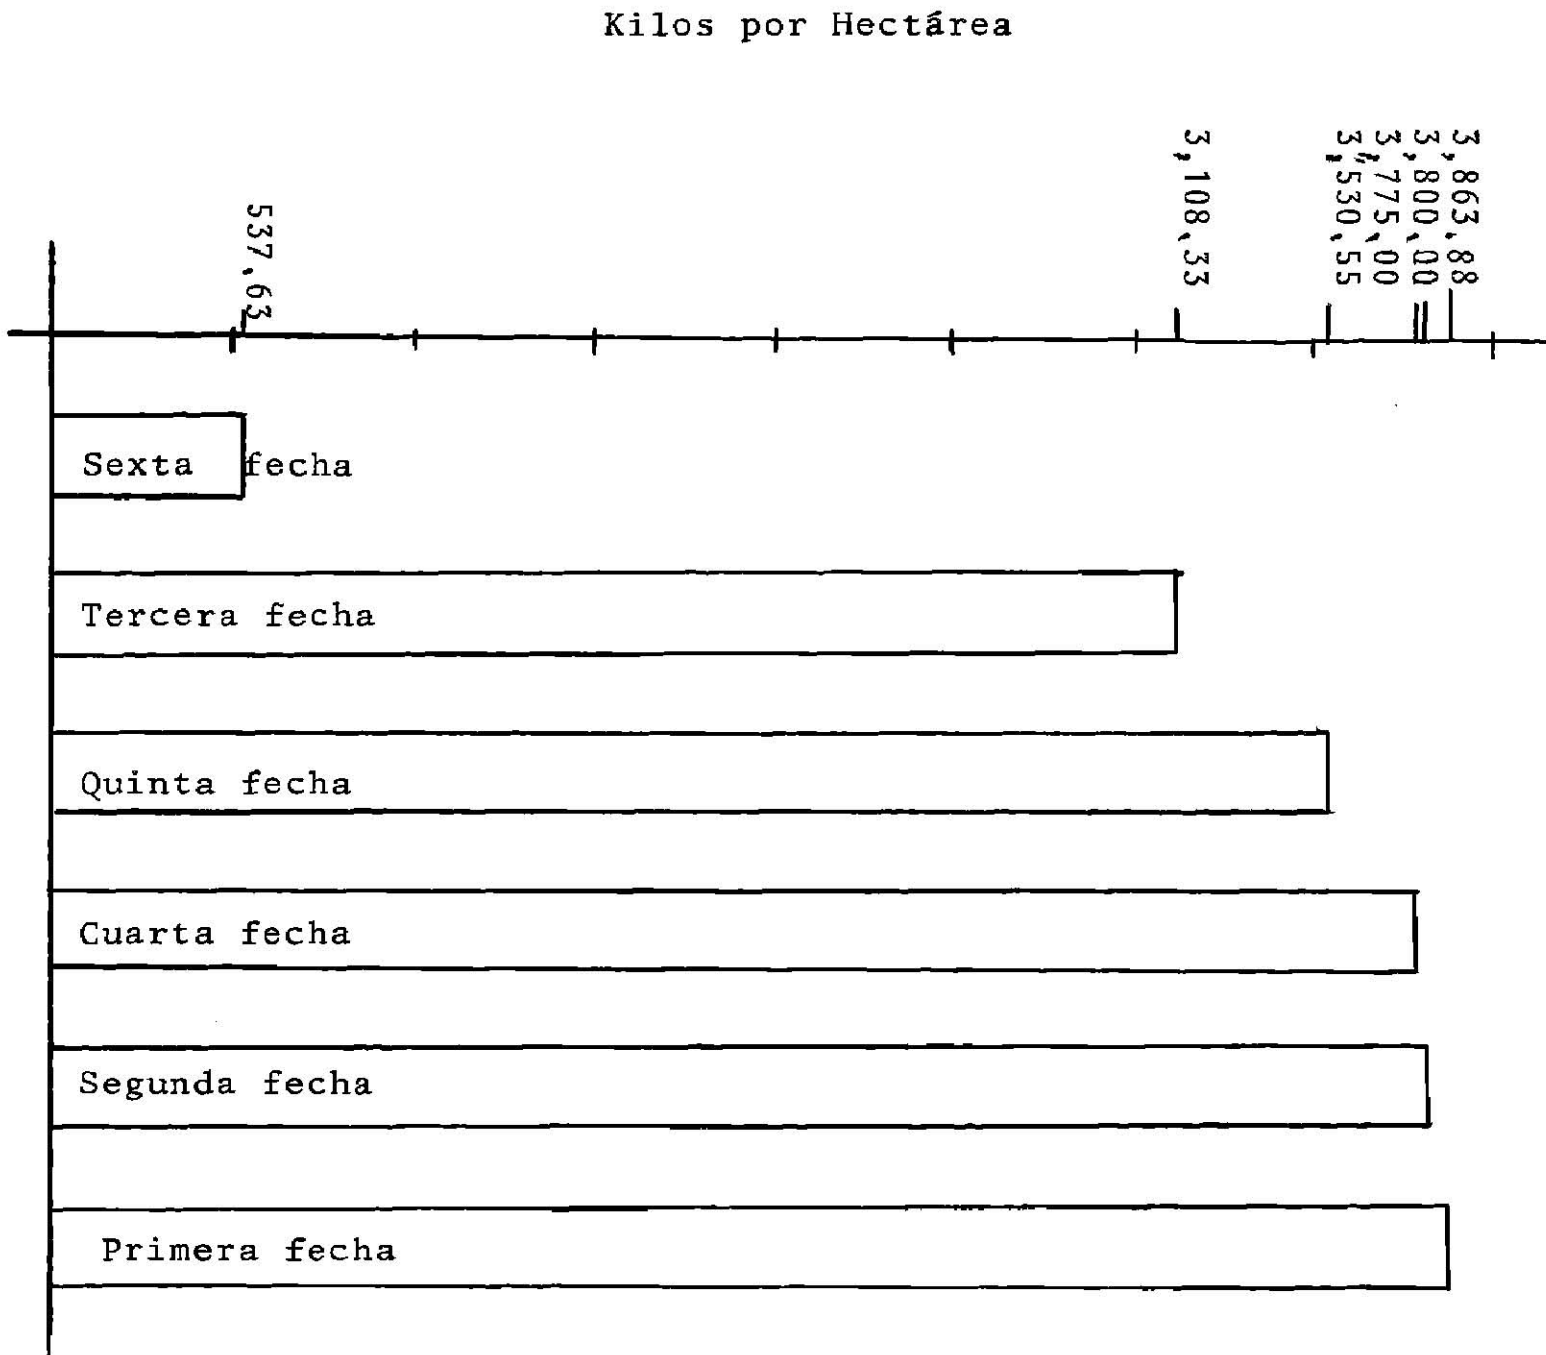 Kilos por Hectárea
537,63
3,108,33
3,530,55
3,775,00
3,800,00
3,863,88
Sexta fecha
Tercera fecha
Quinta fecha
Cuarta fecha
Segunda fecha
Primera fecha